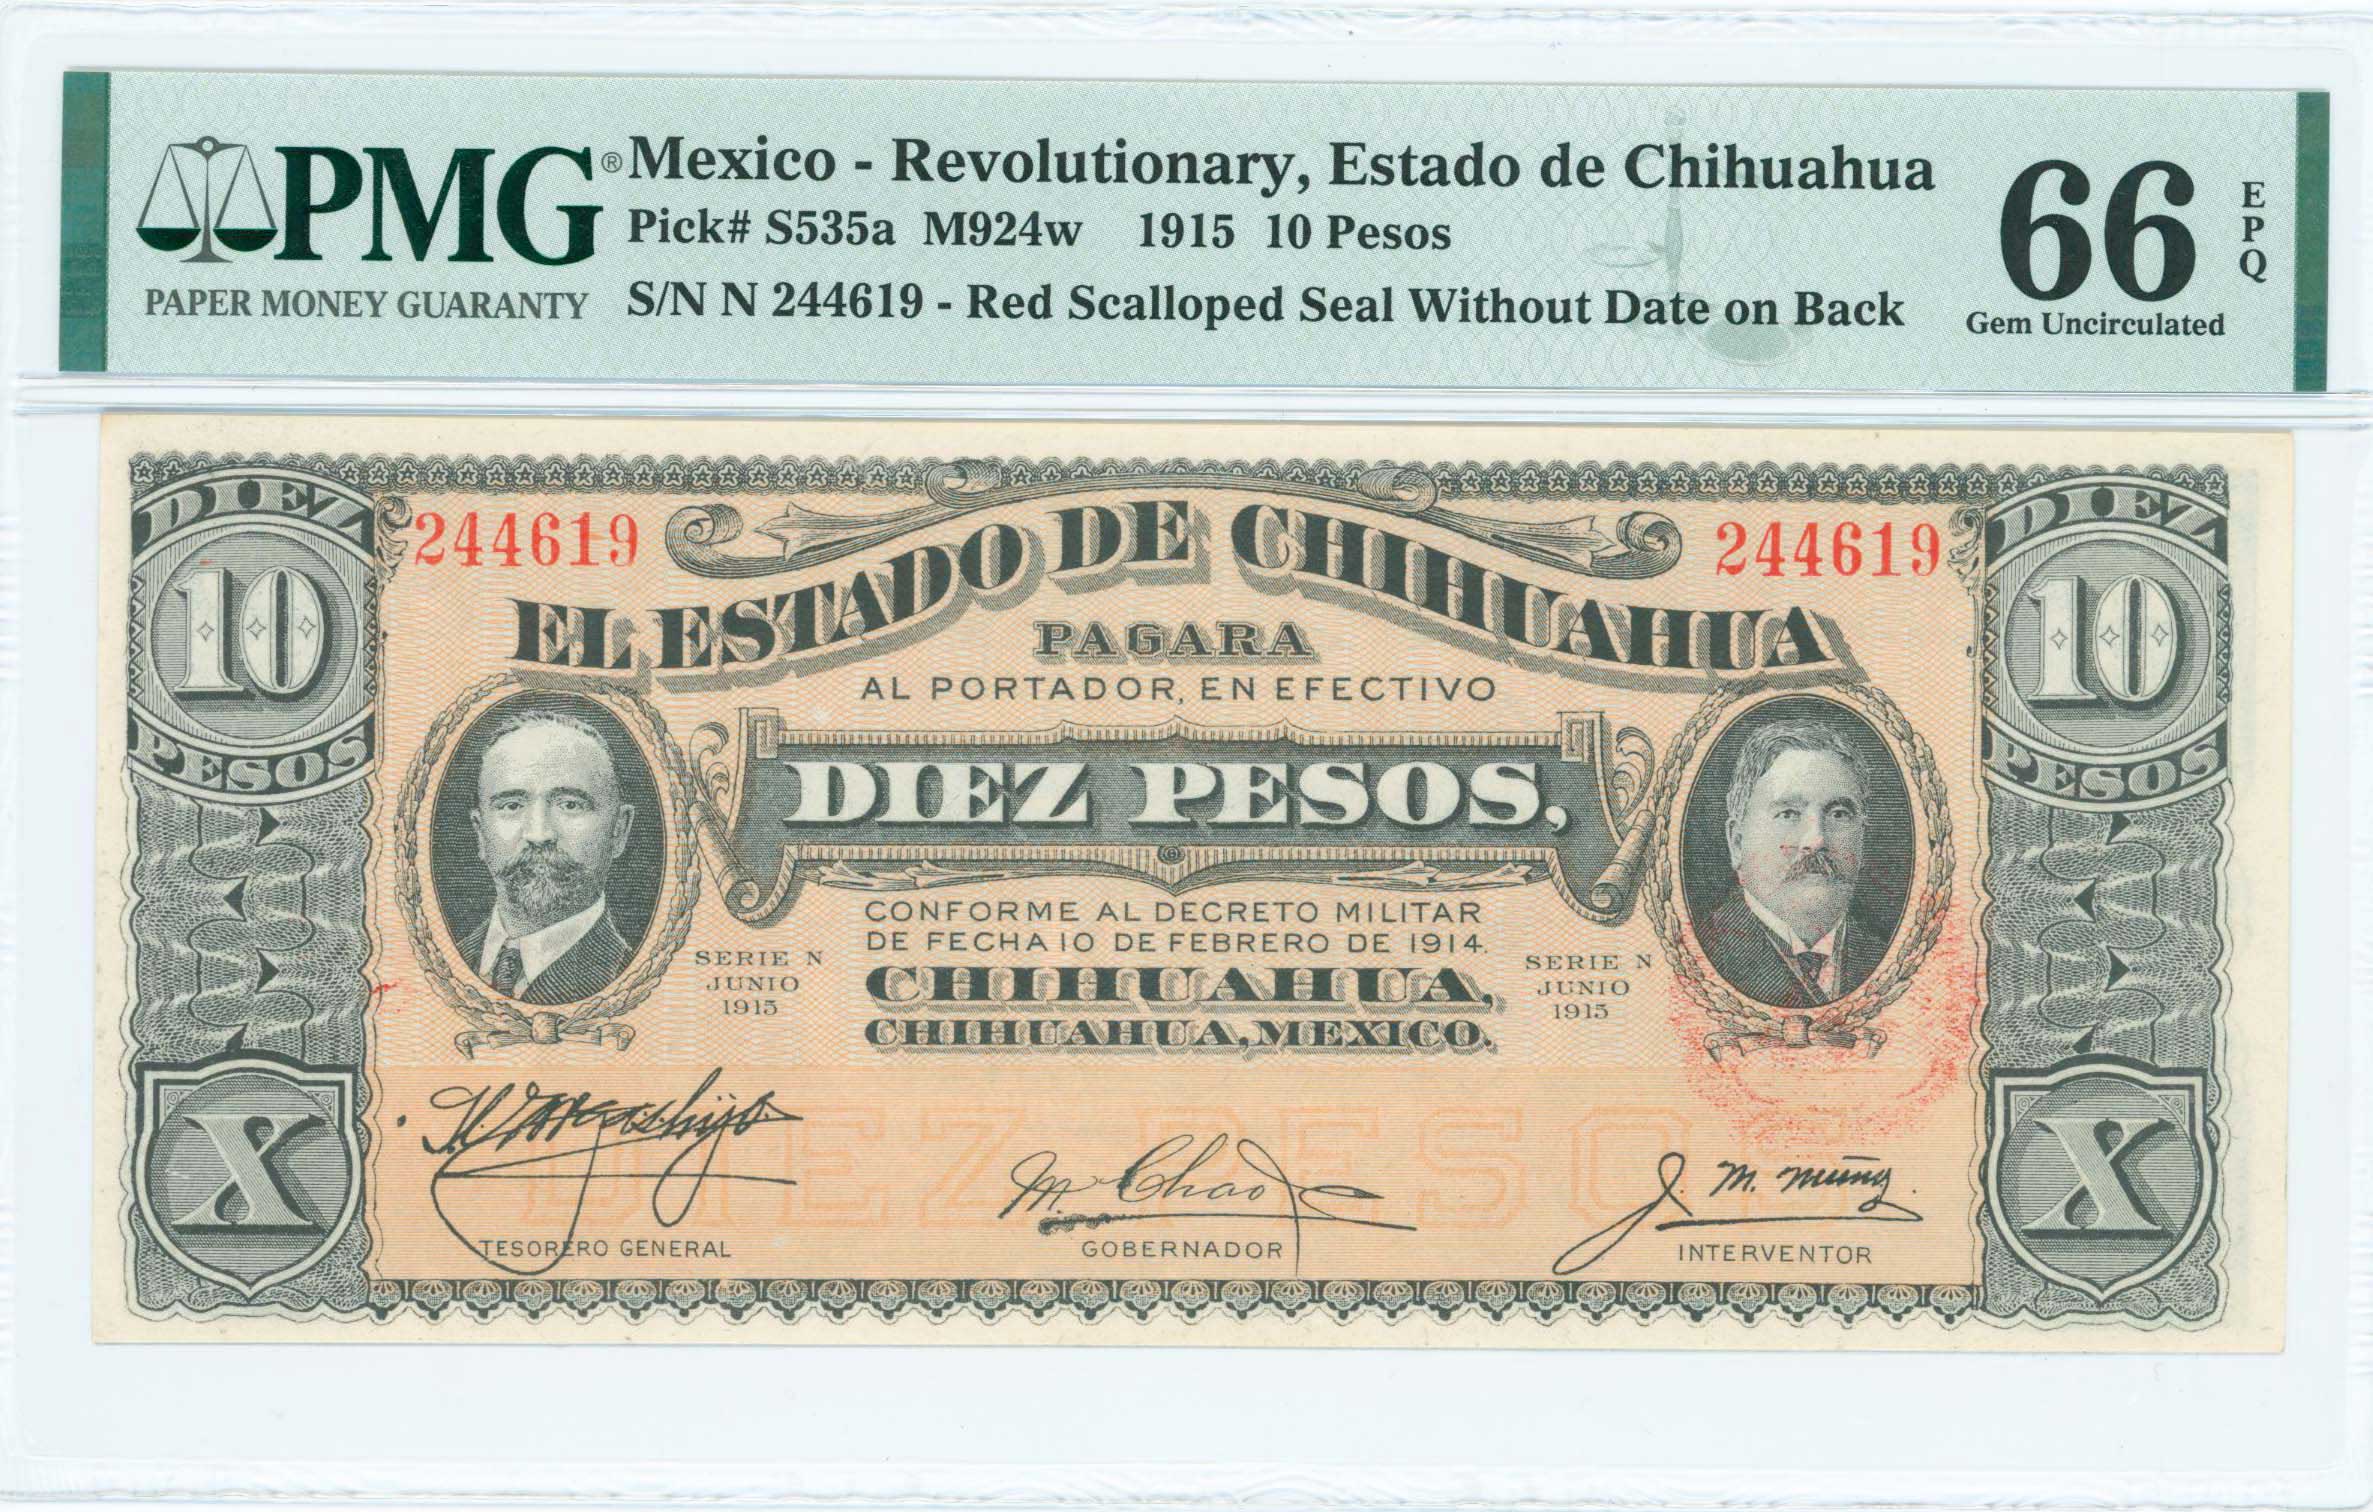 PMG®
PAPER MONEY GUARANTY
Mexico - Revolutionary, Estado de Chihuahua
Pick# S535a M924w 1915 10 Pesos
S/N N 244619 - Red Scalloped Seal Without Date on Back
66
EPQ
Gem Uncirculated
DIEZ
10
PESOS
DIEZ
10
PESOS
244619
244619
EL ESTADO DE CHIHUAHUA
PAGARA
AL PORTADOR, EN EFECTIVO
DIEZ PESOS,
CONFORME AL DECRETO MILITAR
DE FECHA 10 DE FEBRERO DE 1914.
CHIHUAHUA,
CHIHUAHUA, MEXICO.
SERIE N
JUNIO
1915
SERIE N
JUNIO
1915
DIEZ PESOS
X
X
M Chao
J. M. Muñoz
TESORERO GENERAL
GOBERNADOR
INTERVENTOR